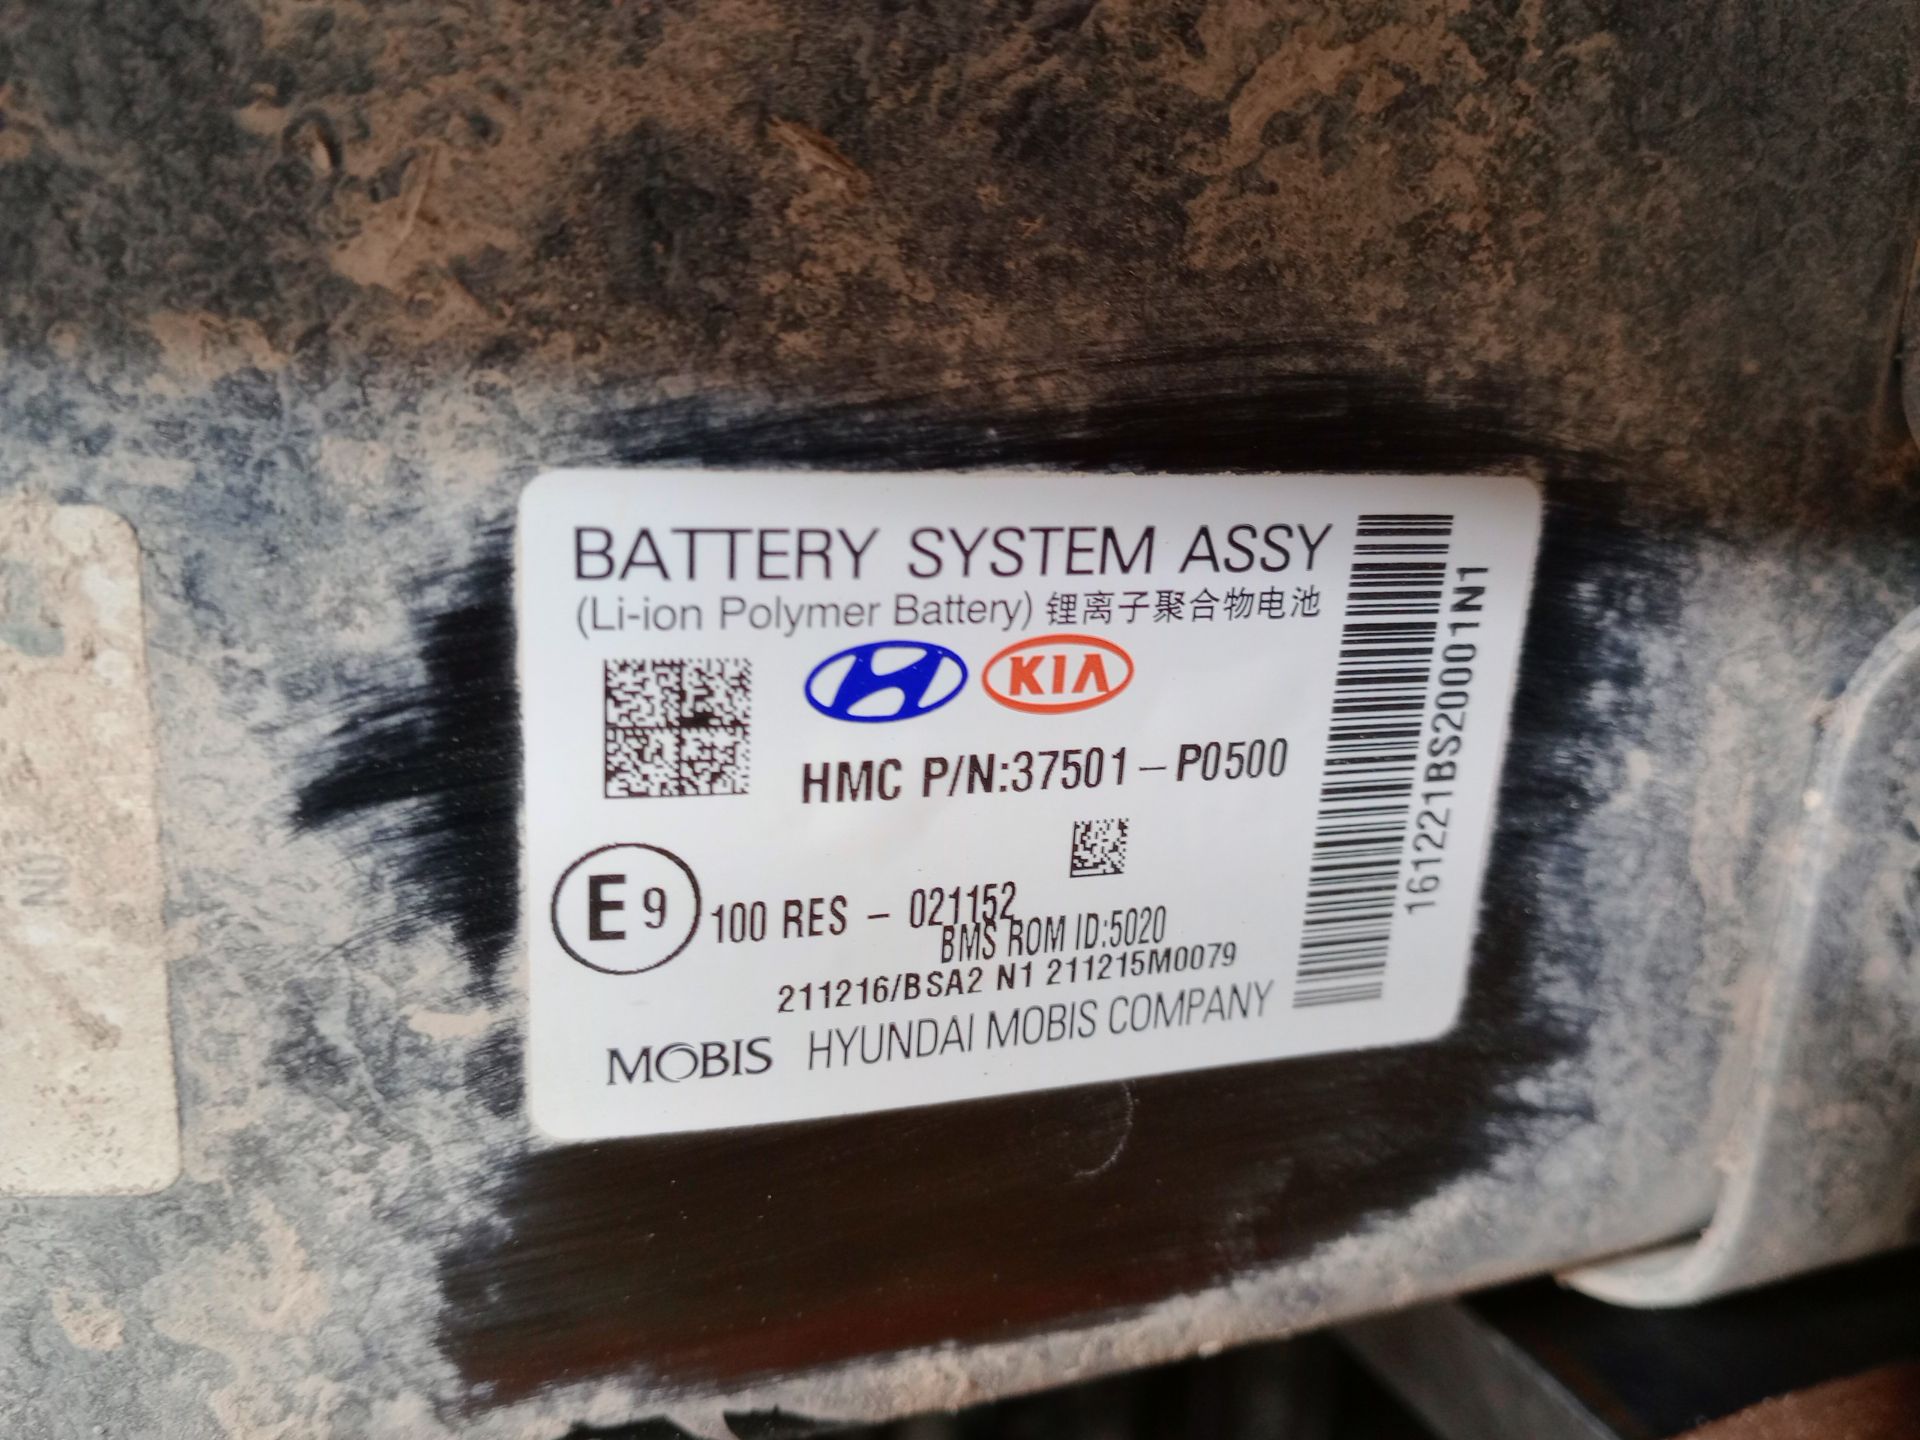 BATTERY SYSTEM ASSY
(Li-ion Polymer Battery) 锂离子聚合物电池
KIA
HMC P/N:37501-P0500
E9 100 RES - 021152
BMS ROM ID:5020
211216/BSA2 N1 211215M0079
MOBIS HYUNDAI MOBIS COMPANY
161221BS20001N1